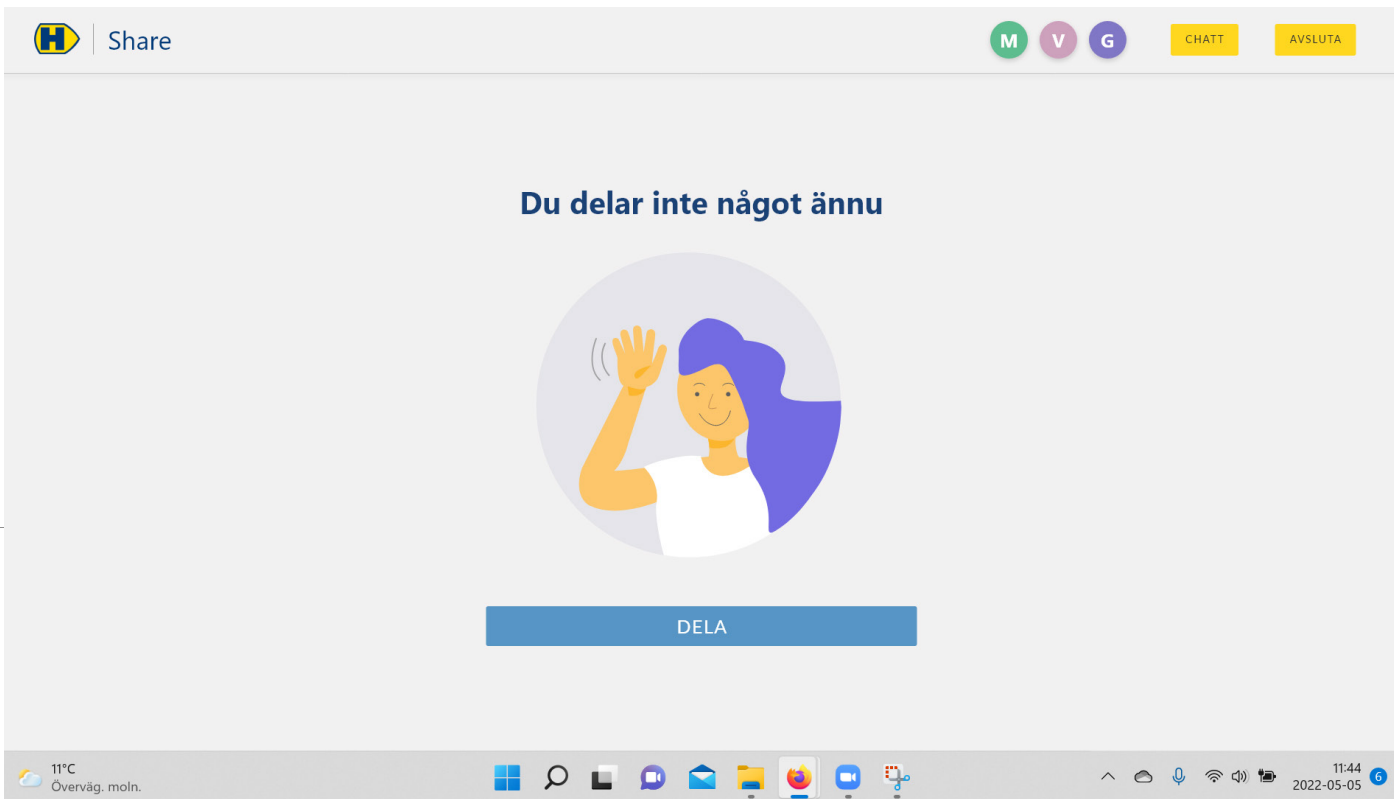 H
Share
M V G
CHATT
AVSLUTA
Du delar inte något ännu
DELA
11°C
Överväg. moln.
11:44
2022-05-05
6